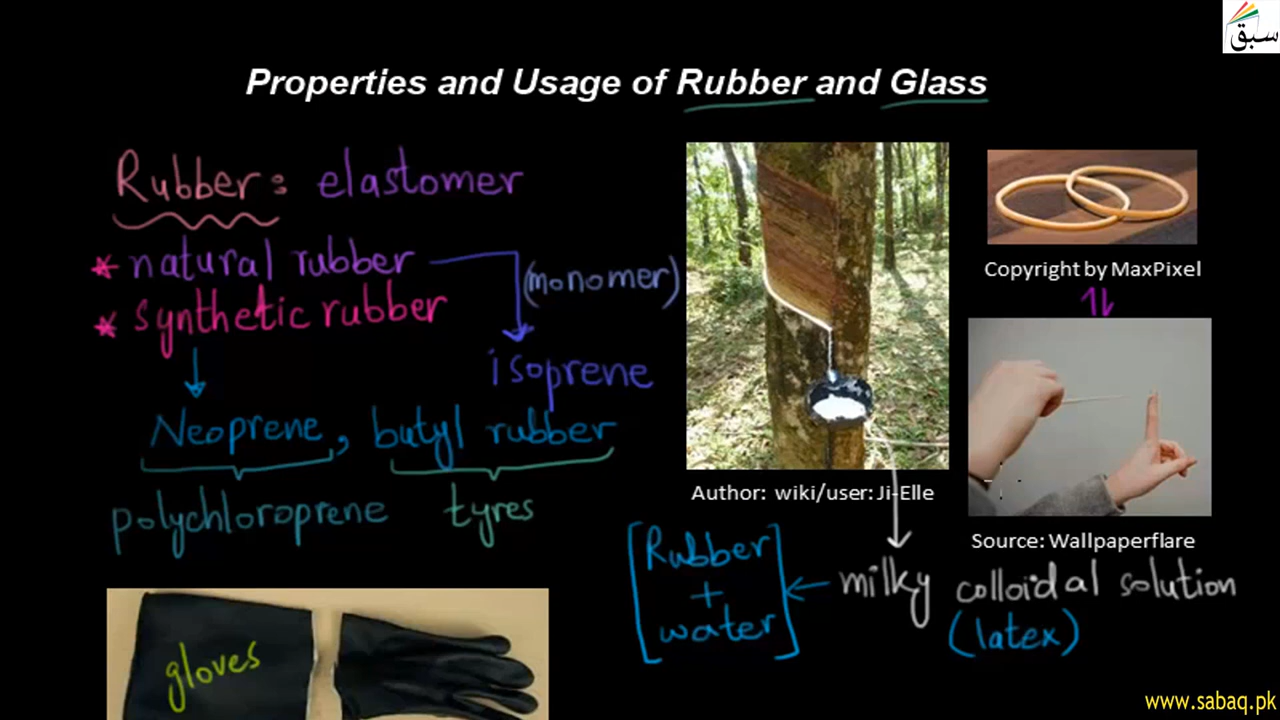 سبق
Properties and Usage of Rubber and Glass
Rubber: elastomer
* natural rubber
(monomer)
* synthetic rubber
isoprene
Neoprene, butyl rubber
polychloroprene
tyres
gloves
Copyright by MaxPixel
Author: wiki/user: Ji-Elle
Source: Wallpaperflare
[Rubber
+
water]
milky colloidal solution
(latex)
www.sabaq.pk